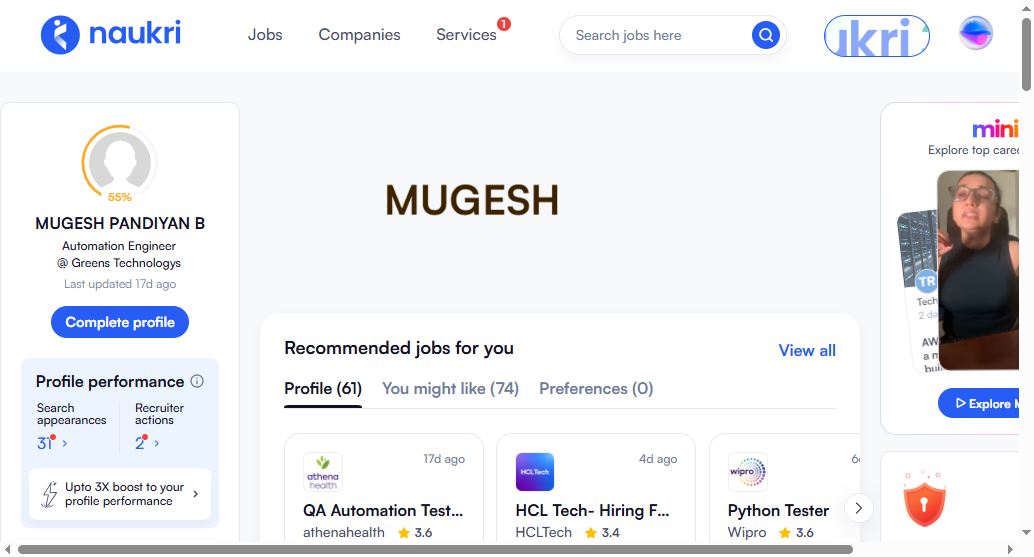 naukri
Jobs
Companies
Services 1
Search jobs here
ukri
55%
MUGESH PANDIYAN B
Automation Engineer
@ Greens Technologys
Last updated 17d ago
Complete profile
Profile performance
Search appearances
31
Recruiter actions
2
Upto 3X boost to your
profile performance
MUGESH
Recommended jobs for you
View all
Profile (61)
You might like (74)
Preferences (0)
athena
health
17d ago
QA Automation Test...
athenahealth 3.6
HCLTech
4d ago
HCL Tech- Hiring F...
HCLTech 3.4
wipro
Python Tester
Wipro 3.6
mini
Explore top
TR
Tech
2
AW
a
Explore